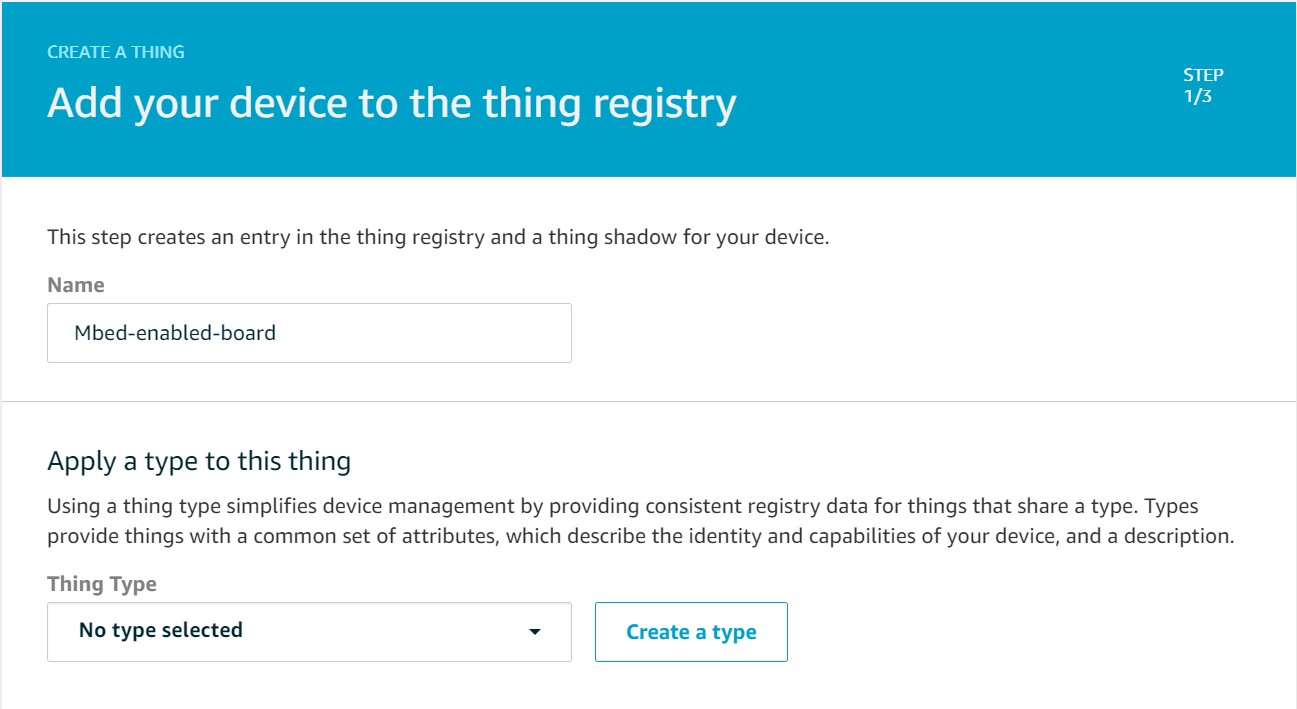 CREATE A THING
Add your device to the thing registry
STEP
1/3
This step creates an entry in the thing registry and a thing shadow for your device.
Name
Mbed-enabled-board
Apply a type to this thing
Using a thing type simplifies device management by providing consistent registry data for things that share a type. Types
provide things with a common set of attributes, which describe the identity and capabilities of your device, and a description.
Thing Type
No type selected
Create a type